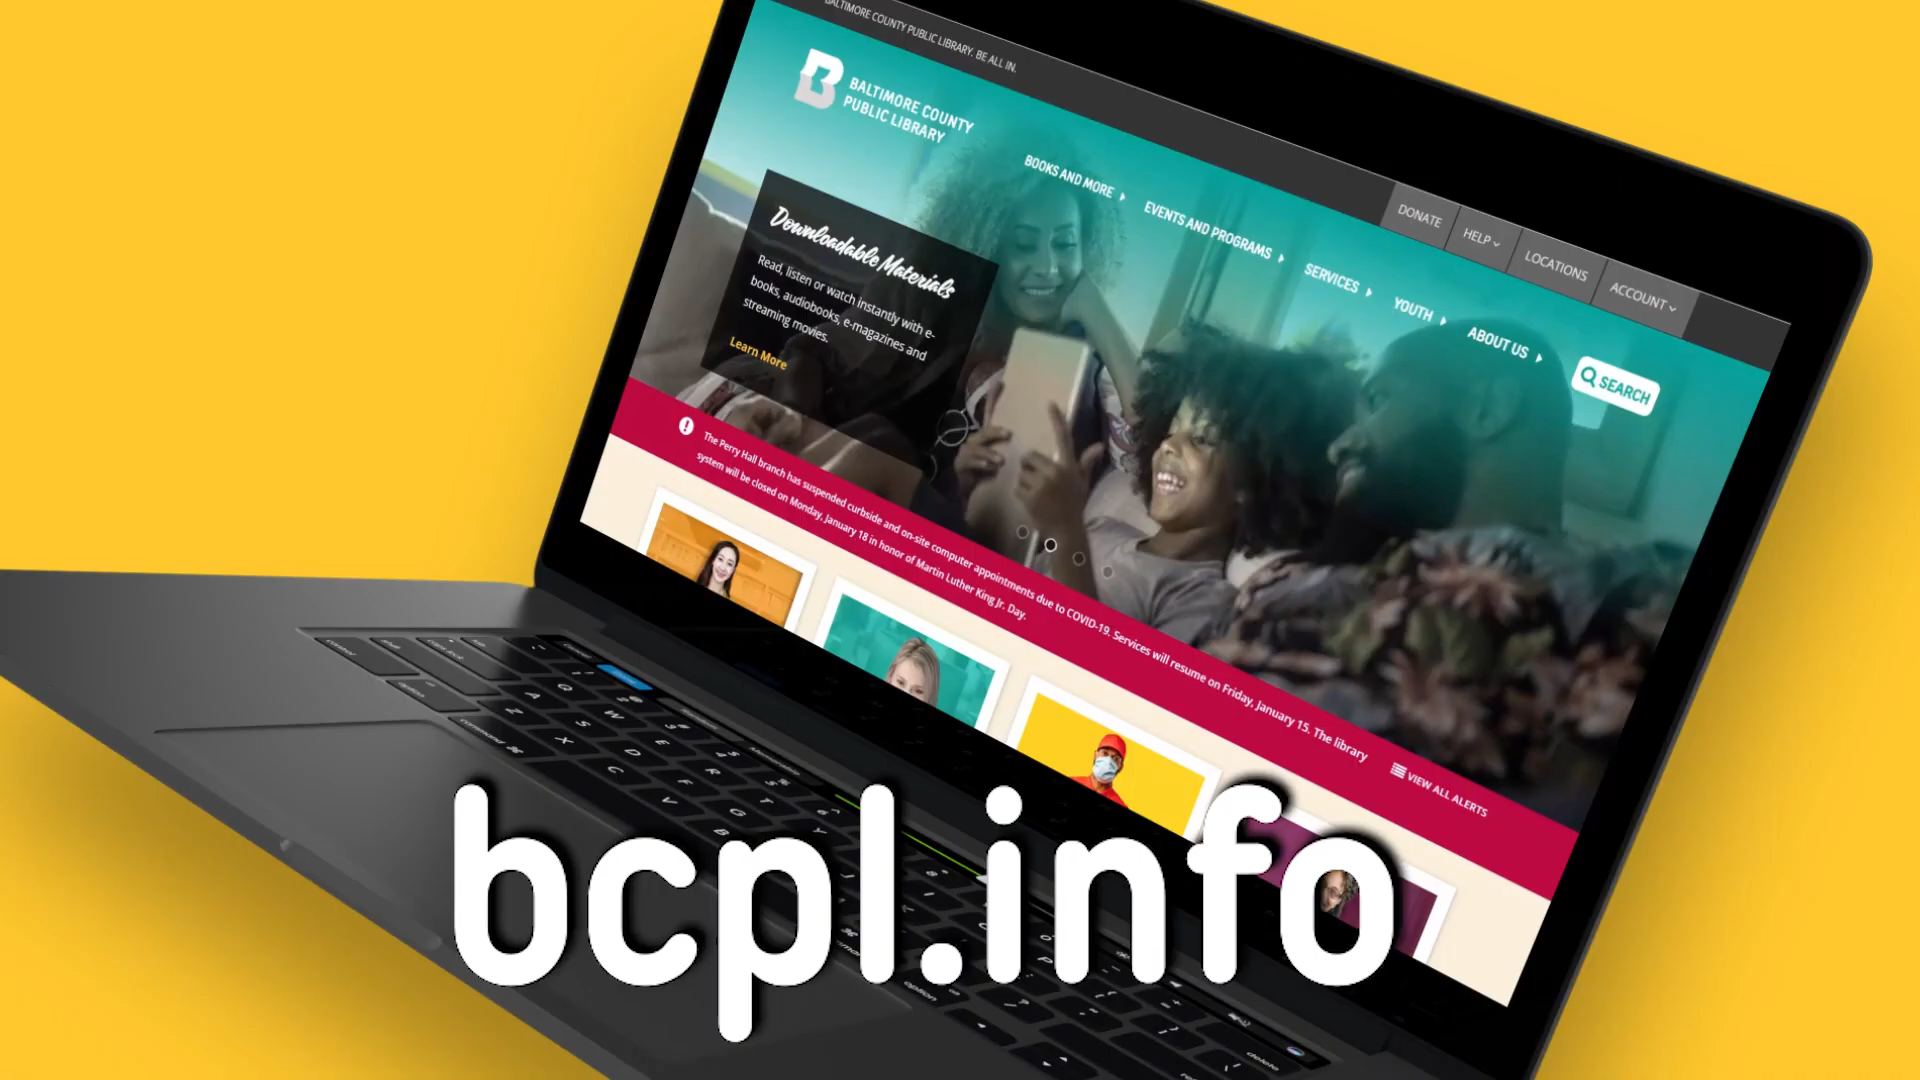 BALTIMORE COUNTY PUBLIC LIBRARY. BE ALL IN.
DONATE
HELP
LOCATIONS
ACCOUNT
BALTIMORE COUNTY
PUBLIC LIBRARY
BOOKS AND MORE
EVENTS AND PROGRAMS
SERVICES
YOUTH
ABOUT US
SEARCH
Downloadable Materials
Read, listen or watch instantly with e-
books, audiobooks, e-magazines and
streaming movies.
Learn More
The Perry Hall branch has suspended curbside and on-site computer appointments due to COVID-19. Services will resume on Friday, January 15. The library
system will be closed on Monday, January 18 in honor of Martin Luther King Jr. Day.
VIEW ALL ALERTS
bcpl.info